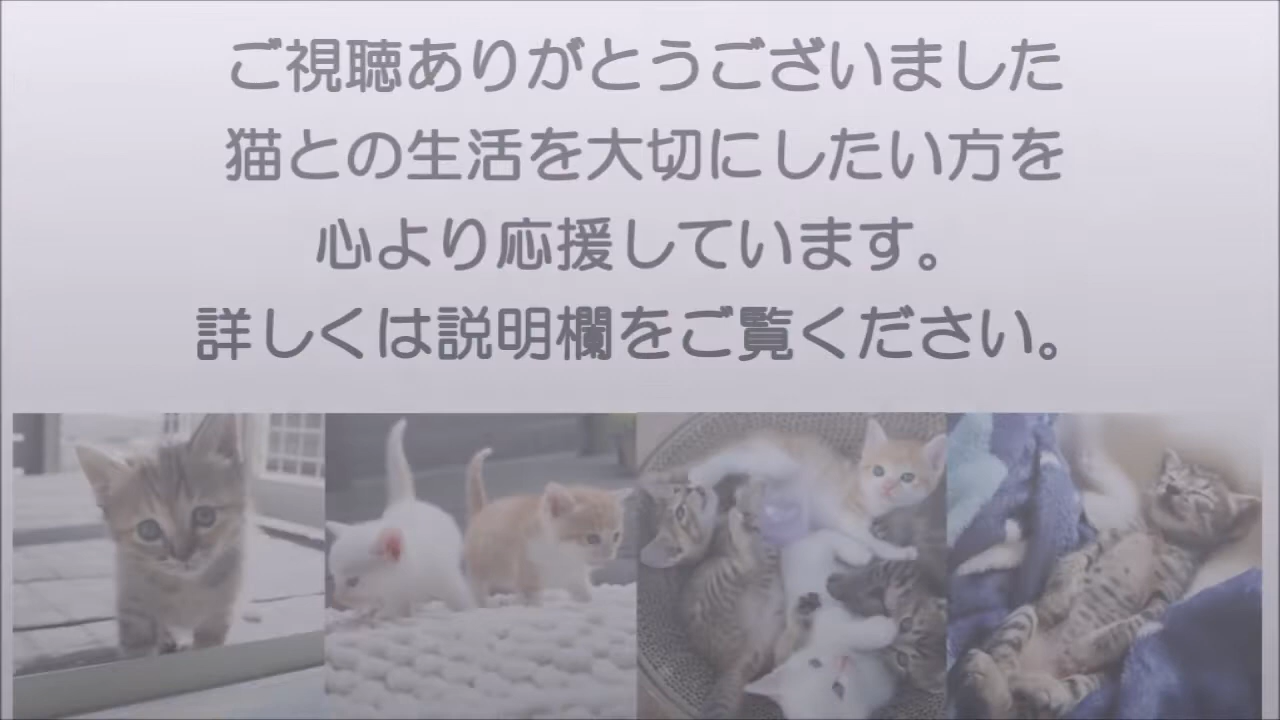 ご視聴ありがとうございました
猫との生活を大切にしたい方を
心より応援しています。
詳しくは説明欄をご覧ください。